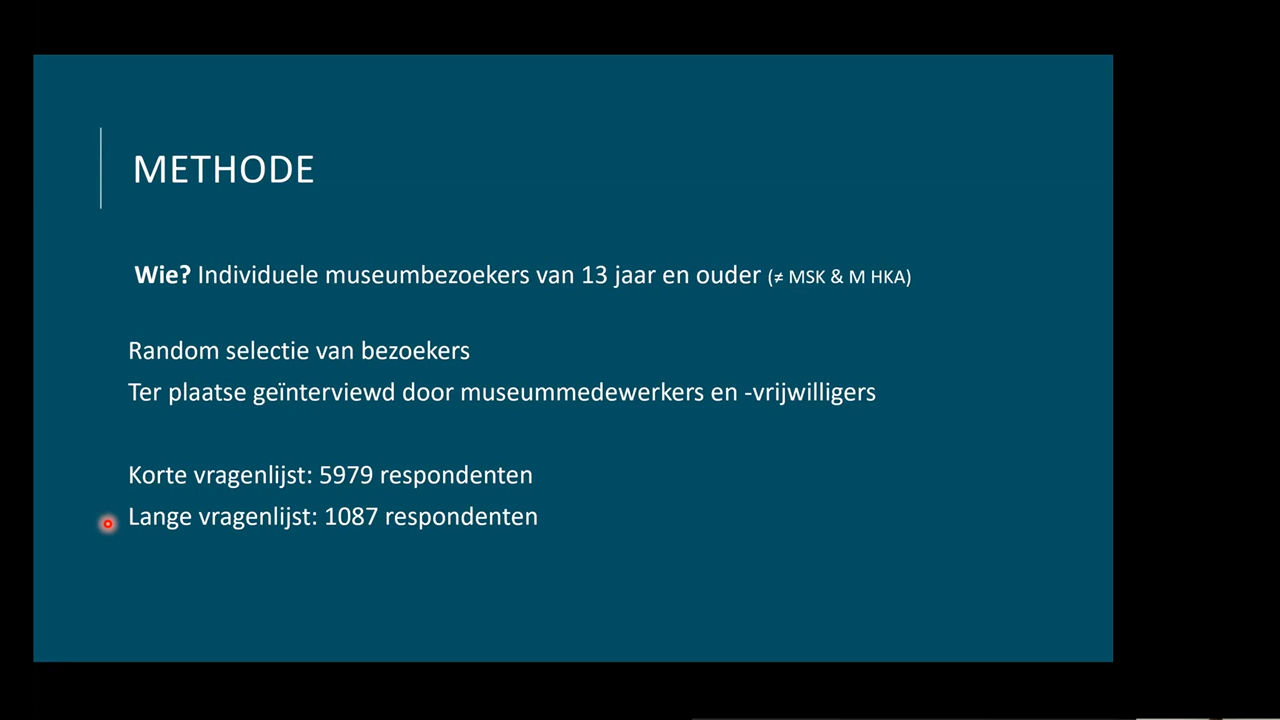 METHODE
Wie? Individuele museumbezoekers van 13 jaar en ouder (≠ MSK & M HKA)
Random selectie van bezoekers
Ter plaatse geïnterviewd door museummedewerkers en -vrijwilligers
Korte vragenlijst: 5979 respondenten
Lange vragenlijst: 1087 respondenten